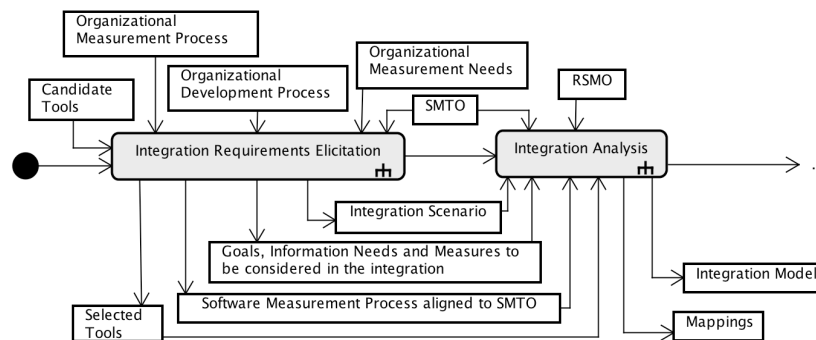 Organizational
Measurement Process
Organizational
Measurement Needs
Organizational
Development Process
RSMO
Candidate
Tools
SMTO
Integration Requirements Elicitation
Integration Analysis
Integration Scenario
Goals, Information Needs and Measures to
be considered in the integration
Integration Model
Software Measurement Process aligned to SMTO
Selected
Tools
Mappings